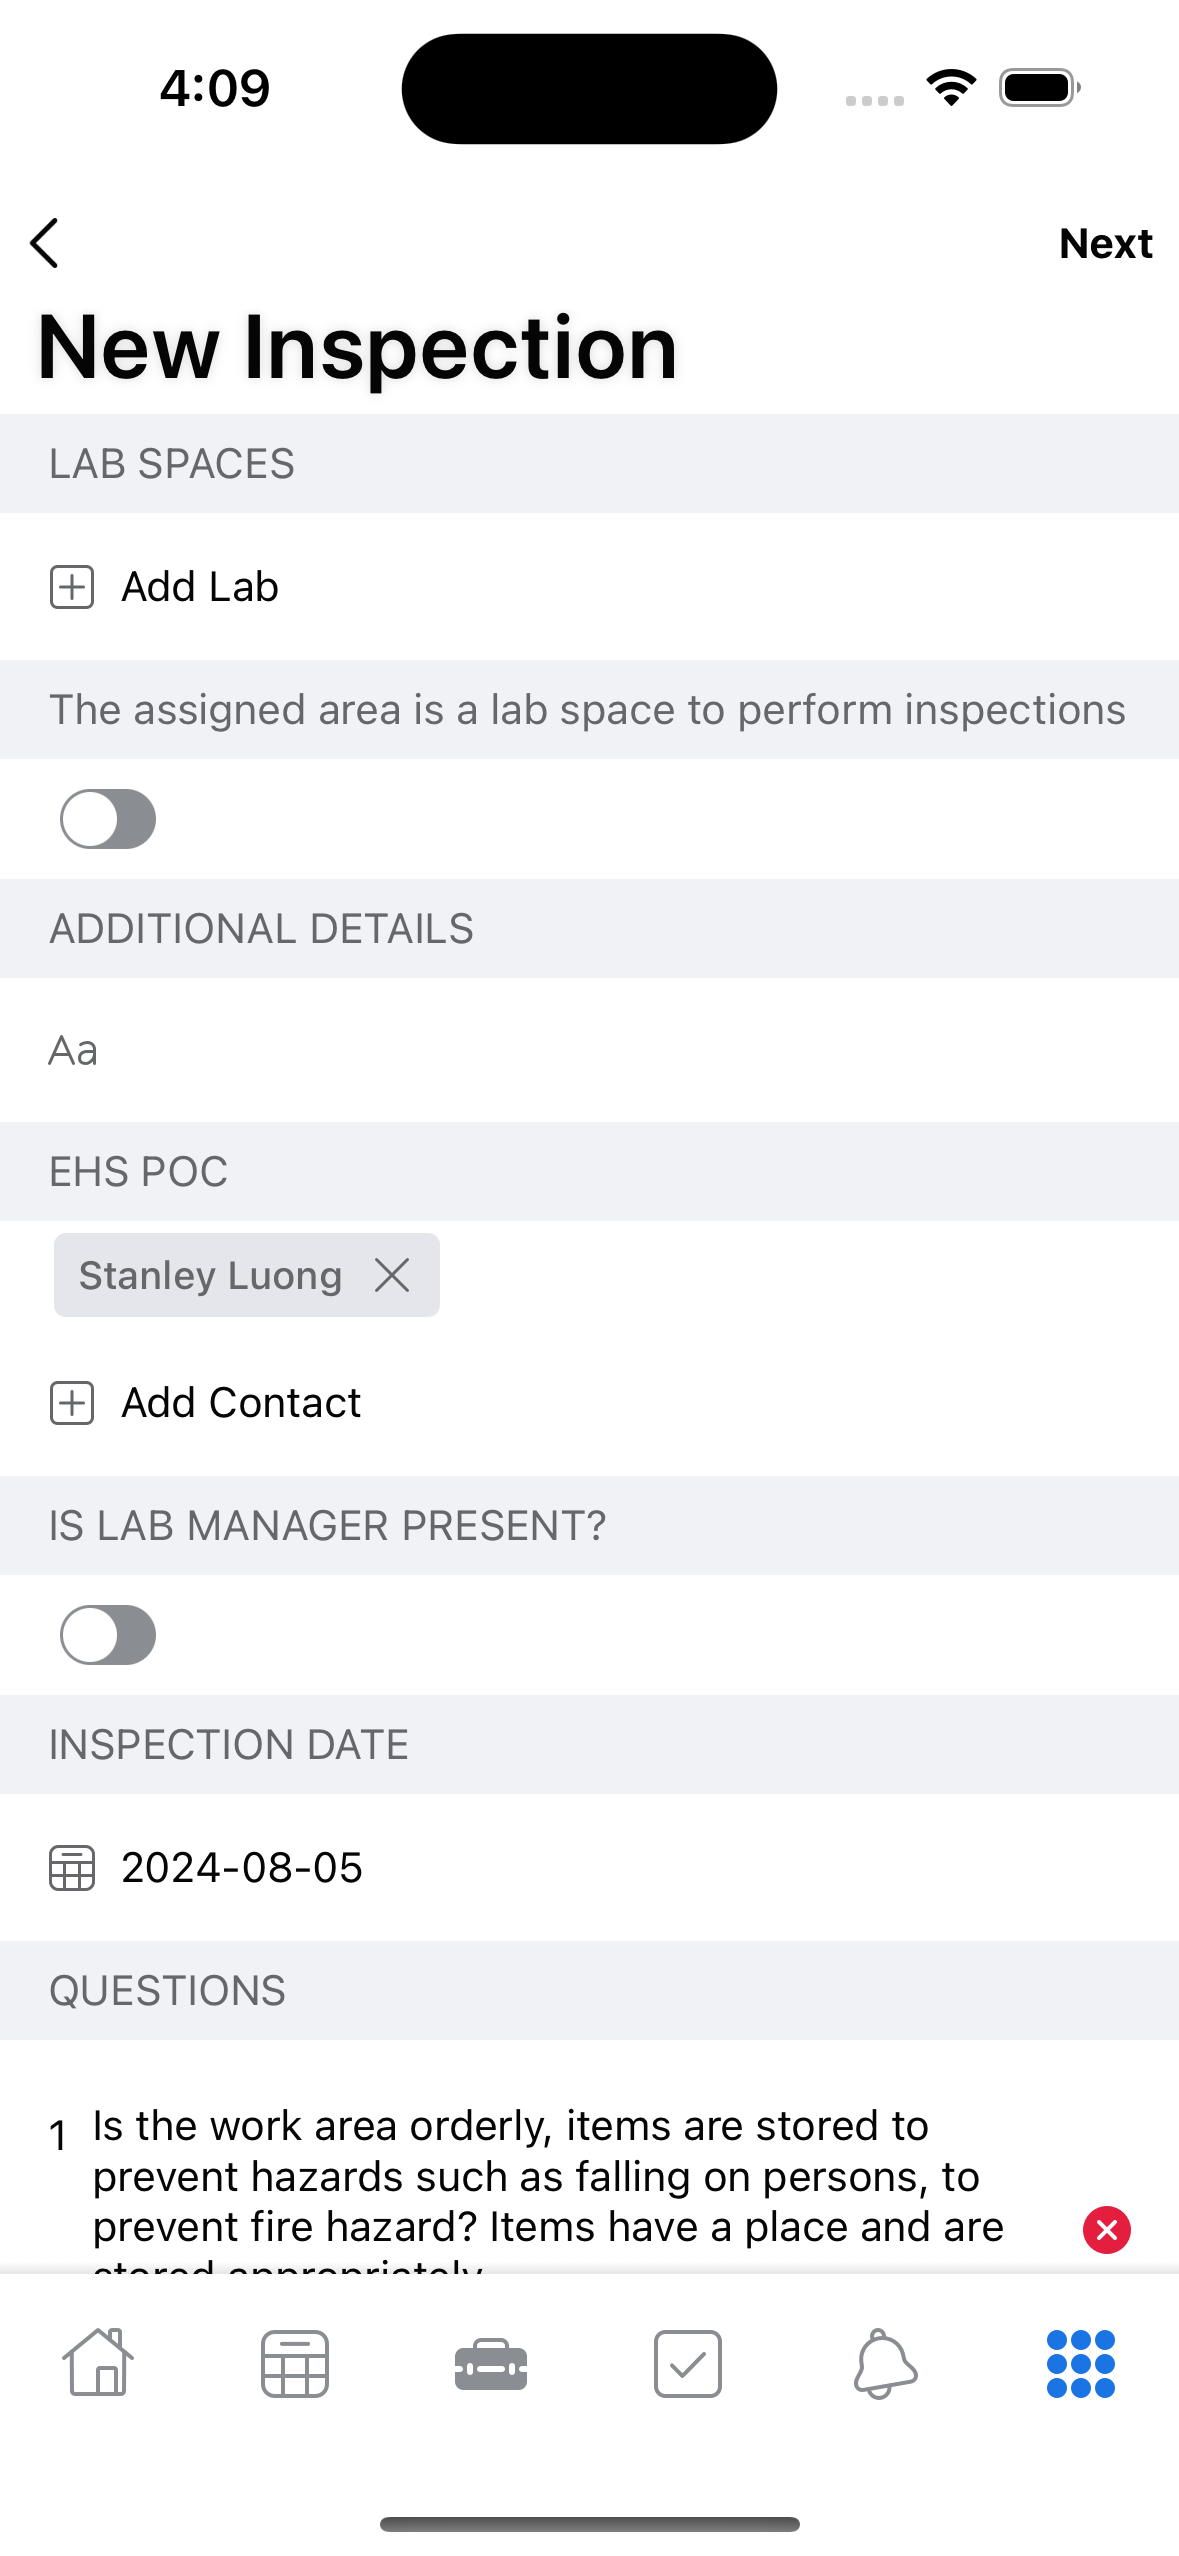 4:09
Next
New Inspection
LAB SPACES
Add Lab
The assigned area is a lab space to perform inspections
ADDITIONAL DETAILS
Aa
EHS POC
Stanley Luong
Add Contact
IS LAB MANAGER PRESENT?
INSPECTION DATE
2024-08-05
QUESTIONS
1 Is the work area orderly, items are stored to
prevent hazards such as falling on persons, to
prevent fire hazard? Items have a place and are
stored appropriately